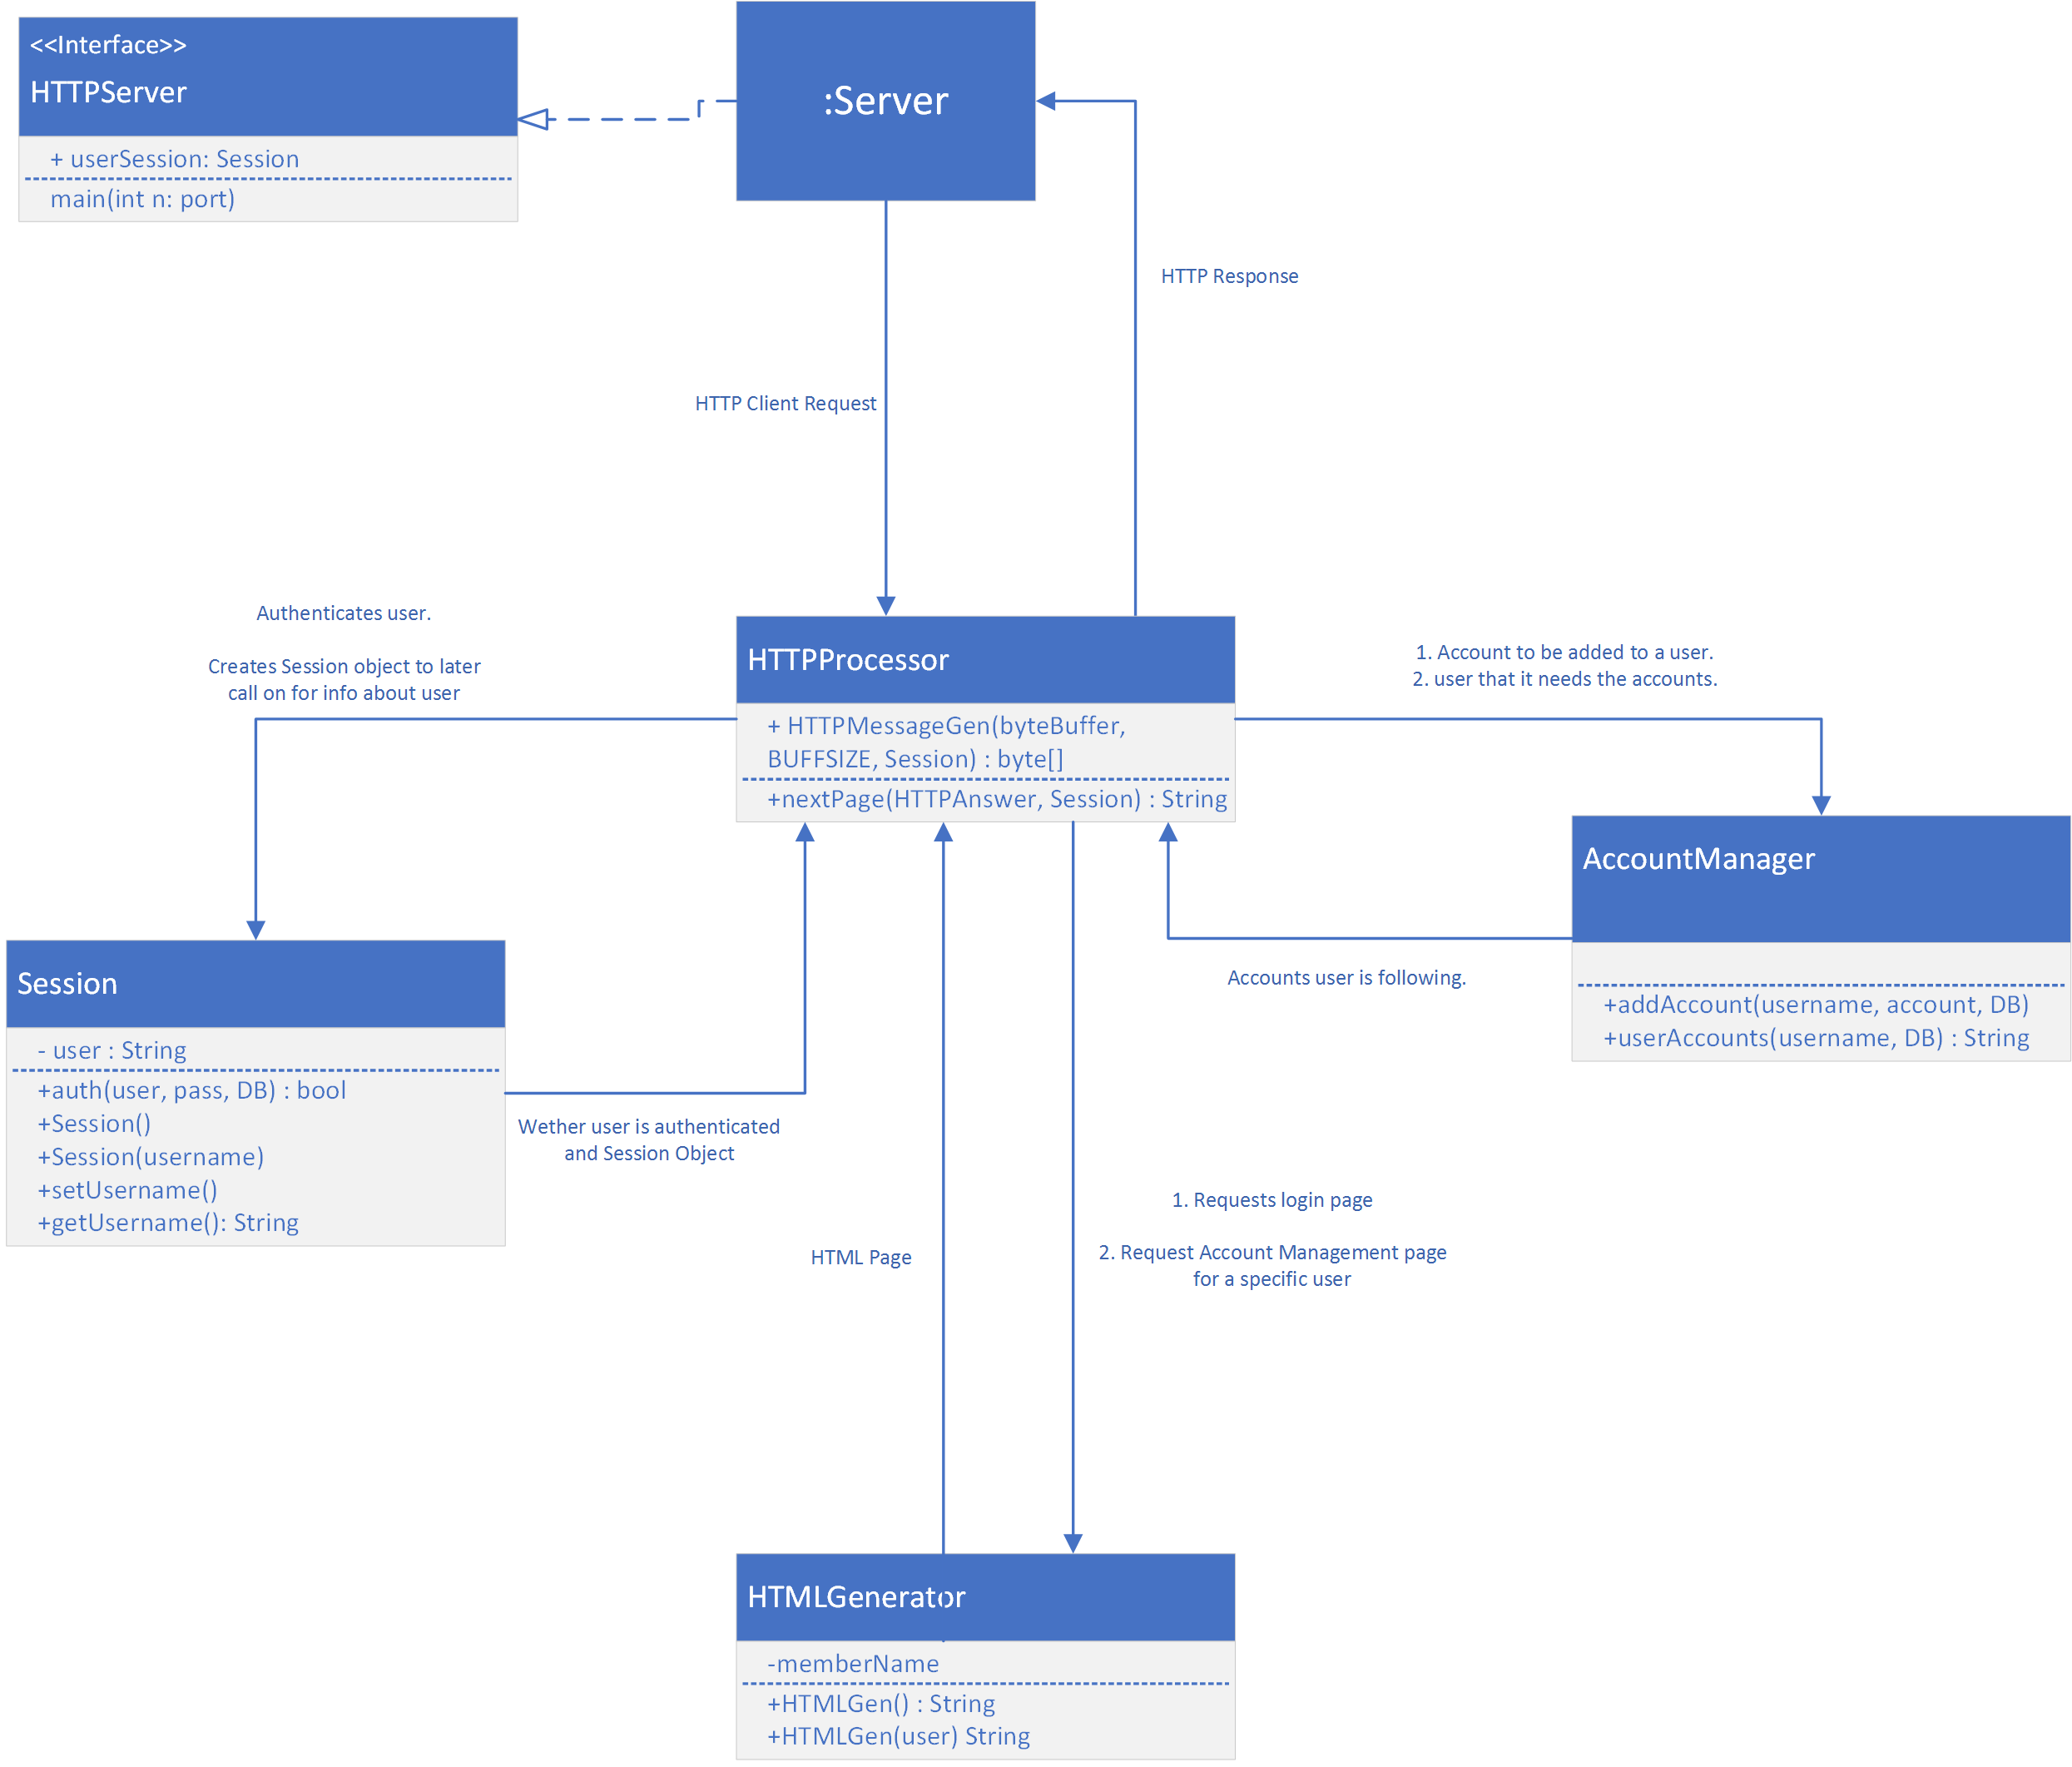 <<Interface>>
HTTPServer
+ userSession: Session
main(int n: port)
:Server
HTTP Response
HTTP Client Request
Authenticates user.
Creates Session object to later
call on for info about user
HTTPProcessor
+ HTTPMessageGen(byteBuffer,
BUFFSIZE, Session) : byte[]
+nextPage(HTTPAnswer, Session) : String
1. Account to be added to a user.
2. user that it needs the accounts.
AccountManager
+addAccount(username, account, DB)
+userAccounts(username, DB) : String
Accounts user is following.
Session
- user : String
+auth(user, pass, DB) : bool
+Session()
+Session(username)
+setUsername()
+getUsername(): String
Wether user is authenticated
and Session Object
HTML Page
1. Requests login page
2. Request Account Management page
for a specific user
HTMLGenerator
-memberName
+HTMLGen() : String
+HTMLGen(user) String